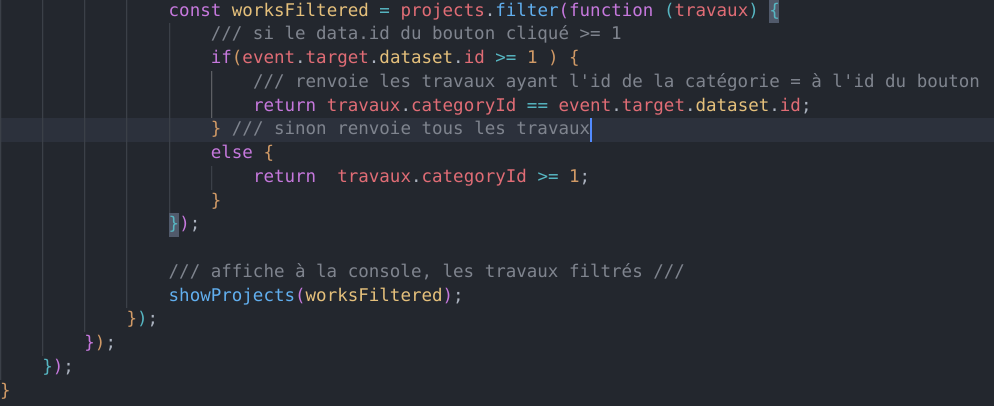 const worksFiltered = projects.filter(function (travaux) {
/// si le data.id du bouton cliqué >= 1
if(event.target.dataset.id >= 1 ) {
/// renvoie les travaux ayant l'id de la catégorie = à l'id du bouton
return travaux.categoryId == event.target.dataset.id;
} /// sinon renvoie tous les travaux
else {
return  travaux.categoryId >= 1;
}
});
/// affiche à la console, les travaux filtrés ///
showProjects(worksFiltered);
});
});
});
}